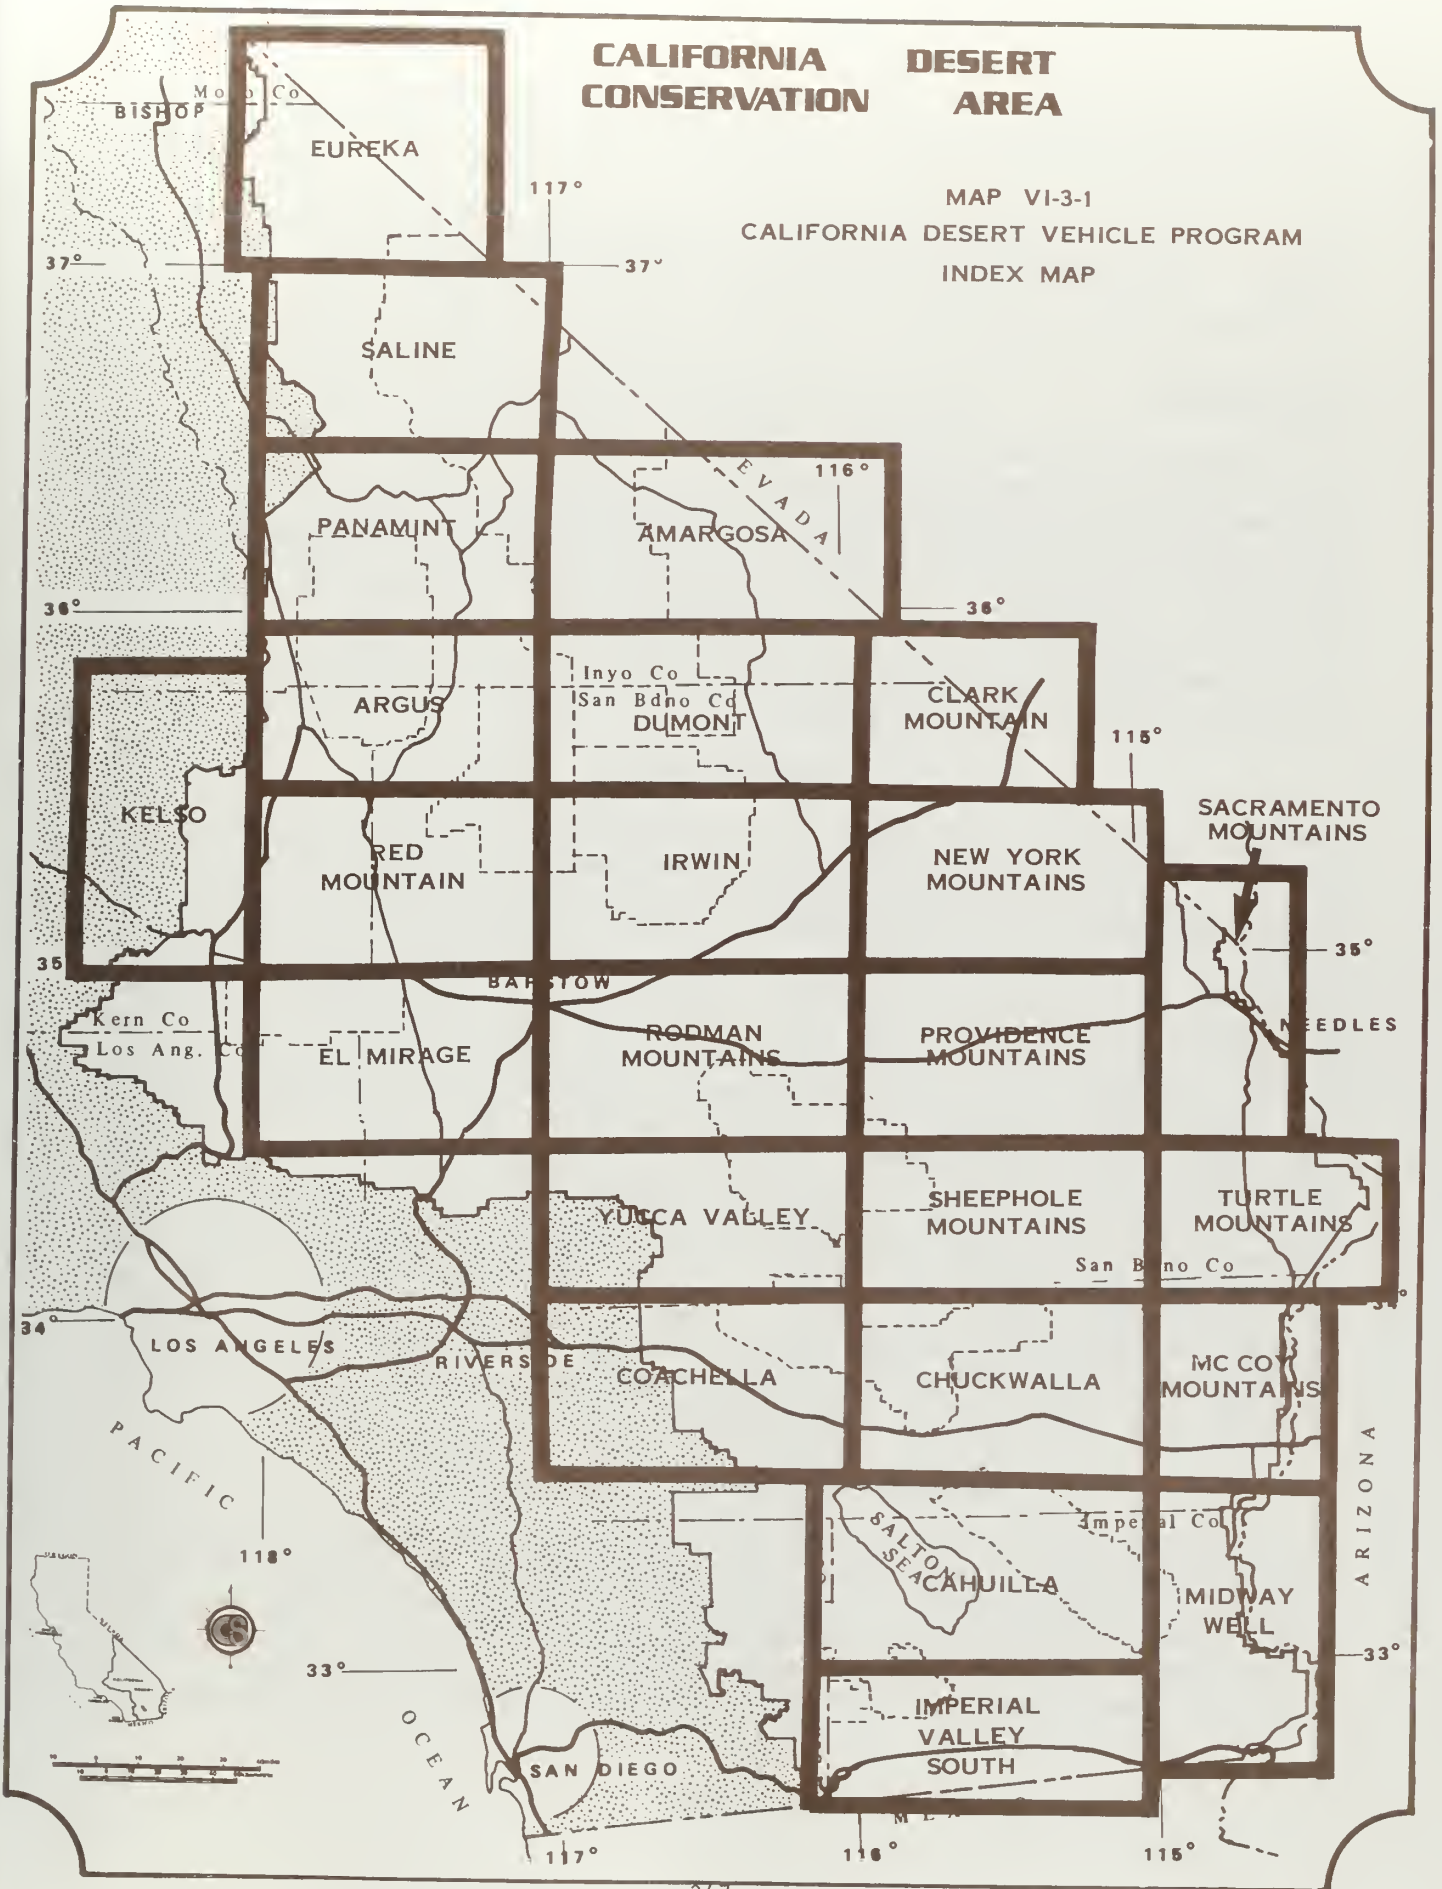 CALIFORNIA DESERT
CONSERVATION AREA
MAP VI-3-1
CALIFORNIA DESERT VEHICLE PROGRAM
INDEX MAP
Mono Co
BISHOP
EUREKA
117°
37°
37°
SALINE
116°
EVADA
PANAMINT
AMARGOSA
36°
36°
Inyo Co
San Bdno Co
ARGUS
DUMONT
CLARK
MOUNTAIN
115°
KELSO
SACRAMENTO
MOUNTAINS
RED
MOUNTAIN
IRWIN
NEW YORK
MOUNTAINS
35
35°
BARSTOW
Kern Co
Los Ang. Co
EL MIRAGE
RODMAN
MOUNTAINS
PROVIDENCE
MOUNTAINS
NEEDLES
YUCCA VALLEY
SHEEPHOLE
MOUNTAINS
TURTLE
MOUNTAINS
San Bdno Co
34°
34°
LOS ANGELES
RIVERSIDE
COACHELLA
CHUCKWALLA
MC COY
MOUNTAINS
PACIFIC
ARIZONA
118°
SALTON
SEA
Imperial Co
CAHUILLA
MIDWAY
WELL
CS
33°
33°
OCEAN
IMPERIAL
VALLEY
SOUTH
SAN DIEGO
117°
116°
115°